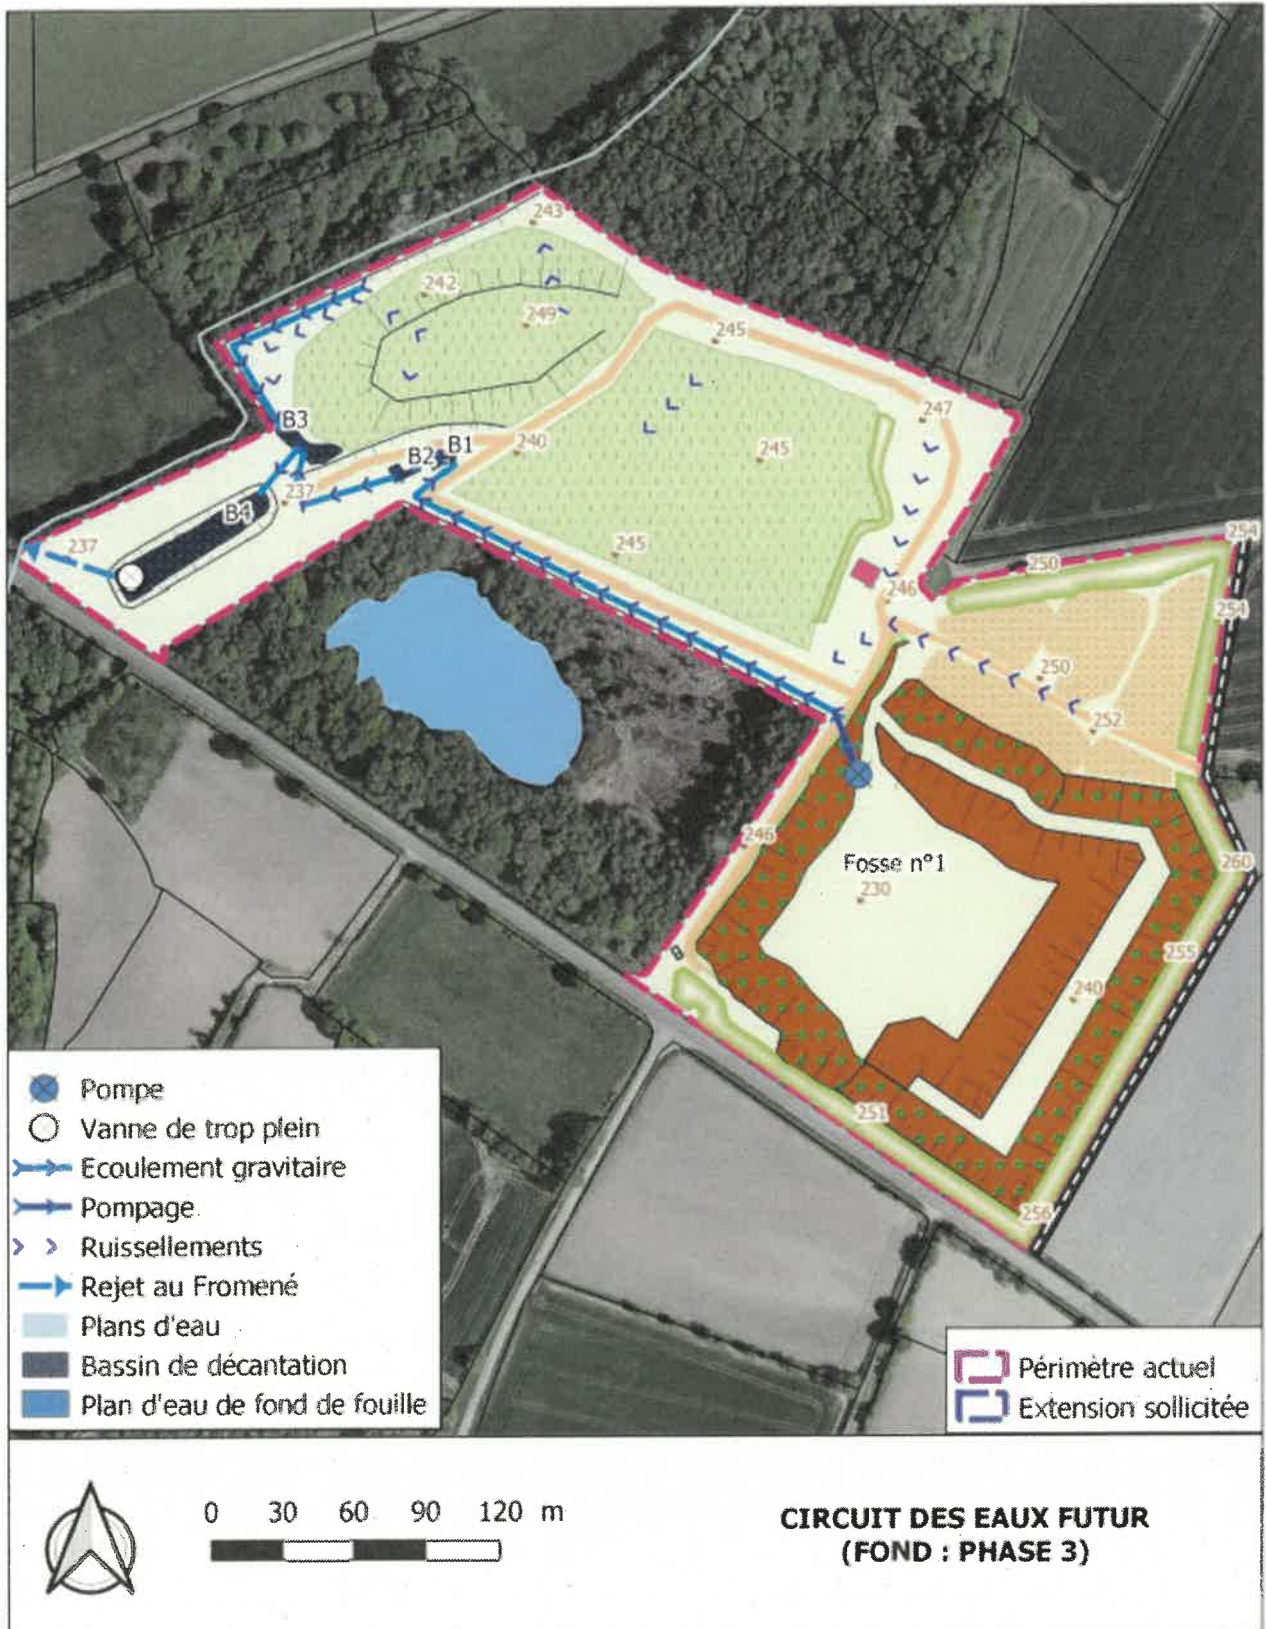 243
242
249
245
247
B3
B2
B1
240
245
237
B4
237
245
246
250
254
254
250
252
246
Fosse n°1
230
260
255
240
251
256
Pompe
Vanne de trop plein
Ecoulement gravitaire
Pompage
Ruissellements
Rejet au Fromené
Plans d'eau
Bassin de décantation
Plan d'eau de fond de fouille
Périmètre actuel
Extension sollicitée
0 30 60 90 120 m
CIRCUIT DES EAUX FUTUR
(FOND : PHASE 3)